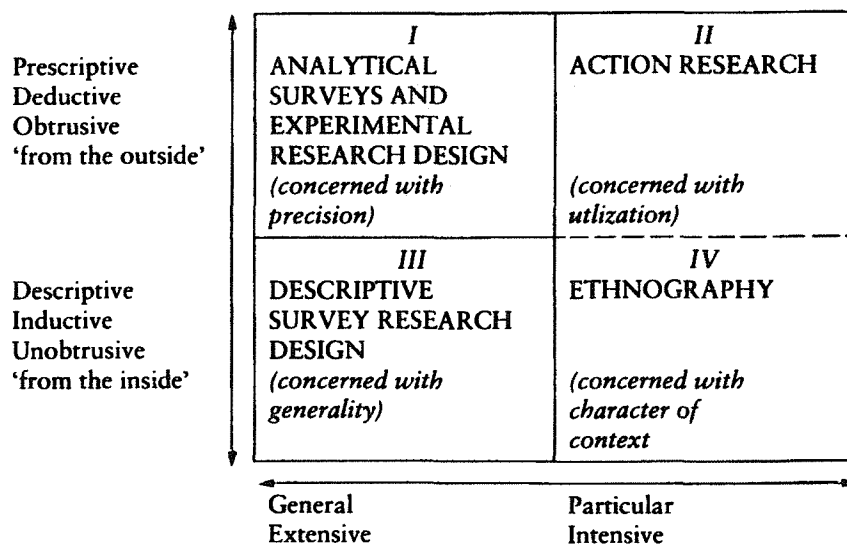 Prescriptive
Deductive
Obtrusive
‘from the outside’
I
ANALYTICAL
SURVEYS AND
EXPERIMENTAL
RESEARCH DESIGN
(concerned with
precision)
II
ACTION RESEARCH
(concerned with
utlization)
Descriptive
Inductive
Unobtrusive
‘from the inside’
III
DESCRIPTIVE
SURVEY RESEARCH
DESIGN
(concerned with
generality)
IV
ETHNOGRAPHY
(concerned with
character of
context
General
Extensive
Particular
Intensive